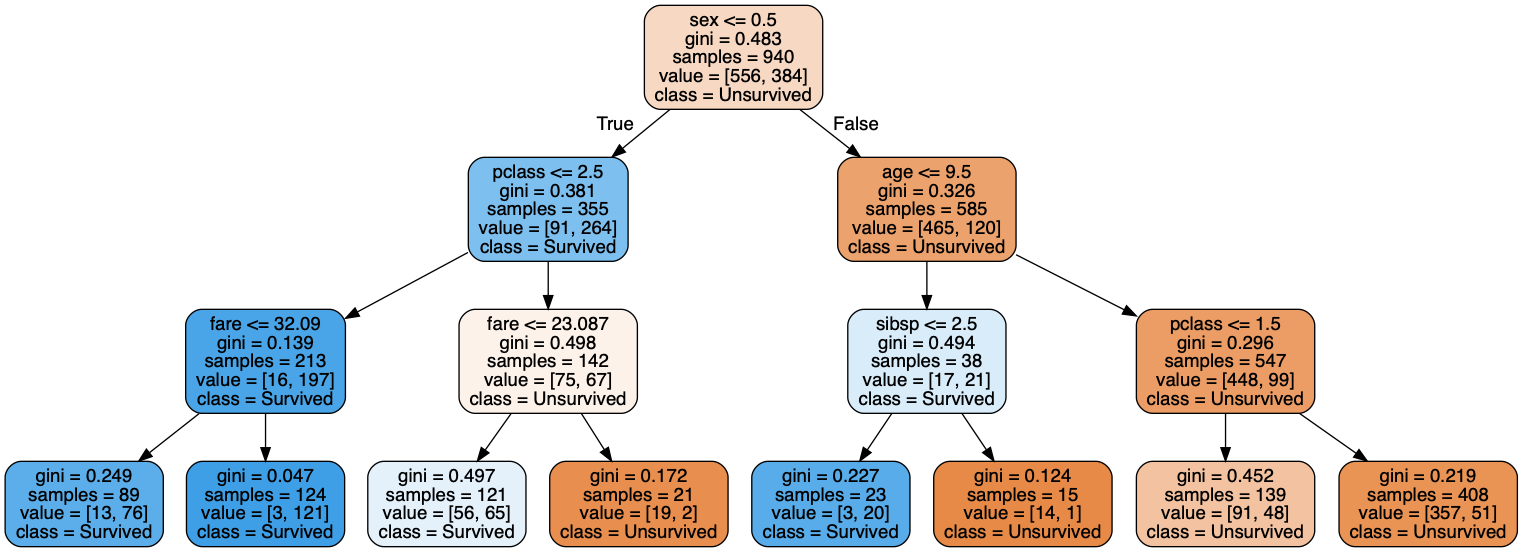 sex <= 0.5
gini = 0.483
samples = 940
value = [556, 384]
class = Unsurvived
True
False
pclass <= 2.5
gini = 0.381
samples = 355
value = [91, 264]
class = Survived
age <= 9.5
gini = 0.326
samples = 585
value = [465, 120]
class = Unsurvived
fare <= 32.09
gini = 0.139
samples = 213
value = [16, 197]
class = Survived
fare <= 23.087
gini = 0.498
samples = 142
value = [75, 67]
class = Unsurvived
sibsp <= 2.5
gini = 0.494
samples = 38
value = [17, 21]
class = Survived
pclass <= 1.5
gini = 0.296
samples = 547
value = [448, 99]
class = Unsurvived
gini = 0.249
samples = 89
value = [13, 76]
class = Survived
gini = 0.047
samples = 124
value = [3, 121]
class = Survived
gini = 0.497
samples = 121
value = [56, 65]
class = Survived
gini = 0.172
samples = 21
value = [19, 2]
class = Unsurvived
gini = 0.227
samples = 23
value = [3, 20]
class = Survived
gini = 0.124
samples = 15
value = [14, 1]
class = Unsurvived
gini = 0.452
samples = 139
value = [91, 48]
class = Unsurvived
gini = 0.219
samples = 408
value = [357, 51]
class = Unsurvived